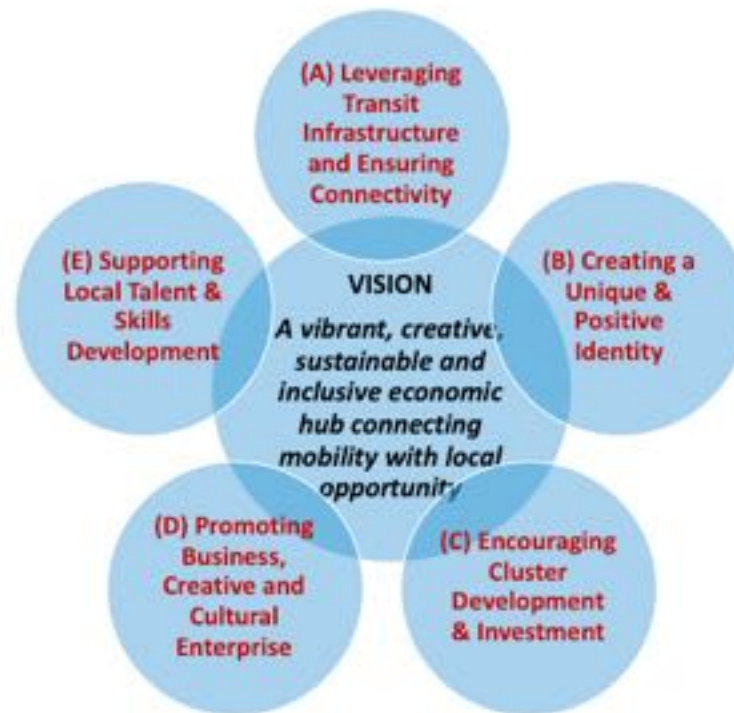 (A) Leveraging
Transit
Infrastructure
and Ensuring
Connectivity
(B) Creating a
Unique &
Positive
Identity
(C) Encouraging
Cluster
Development
& Investment
(D) Promoting
Business,
Creative and
Cultural
Enterprise
(E) Supporting
Local Talent &
Skills
Development
VISION
A vibrant, creative,
sustainable and
inclusive economic
hub connecting
mobility with local
opportunity